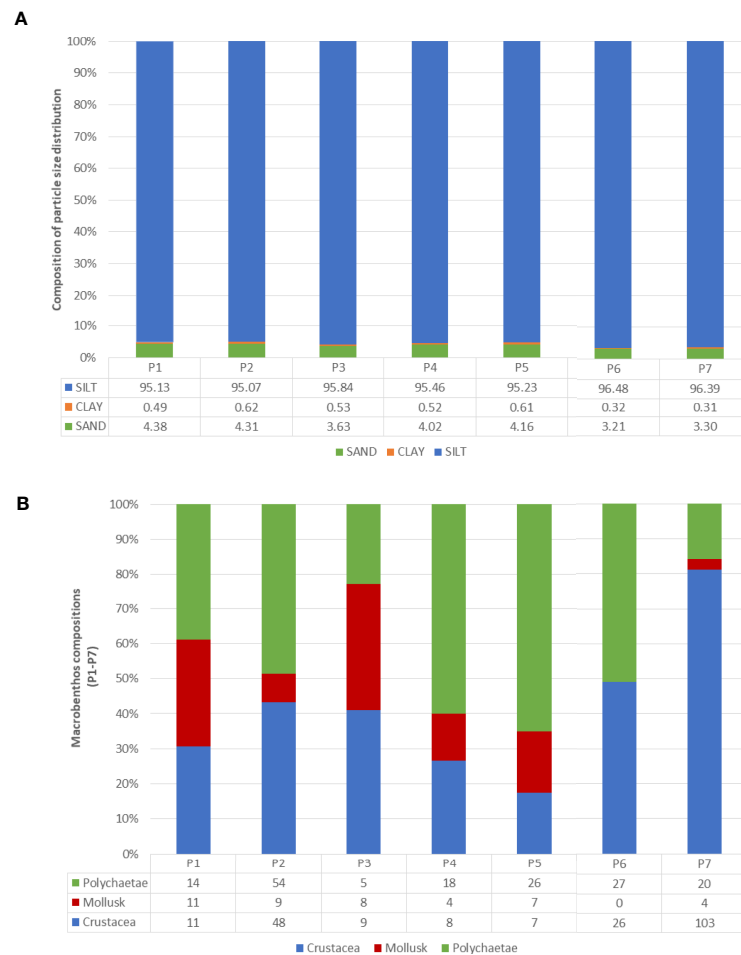 A
Composition of particle size distribution
100%
90%
80%
70%
60%
50%
40%
30%
20%
10%
0%
P1 P2 P3 P4 P5 P6 P7
SILT 95.13 95.07 95.84 95.46 95.23 96.48 96.39
CLAY 0.49 0.62 0.53 0.52 0.61 0.32 0.31
SAND 4.38 4.31 3.63 4.02 4.16 3.21 3.30
SAND CLAY SILT
B
Macrobenthos compositions
(P1-P7)
100%
90%
80%
70%
60%
50%
40%
30%
20%
10%
0%
P1 P2 P3 P4 P5 P6 P7
Polychaetae 14 54 5 18 26 27 20
Mollusk 11 9 8 4 7 0 4
Crustacea 11 48 9 8 7 26 103
Crustacea Mollusk Polychaetae